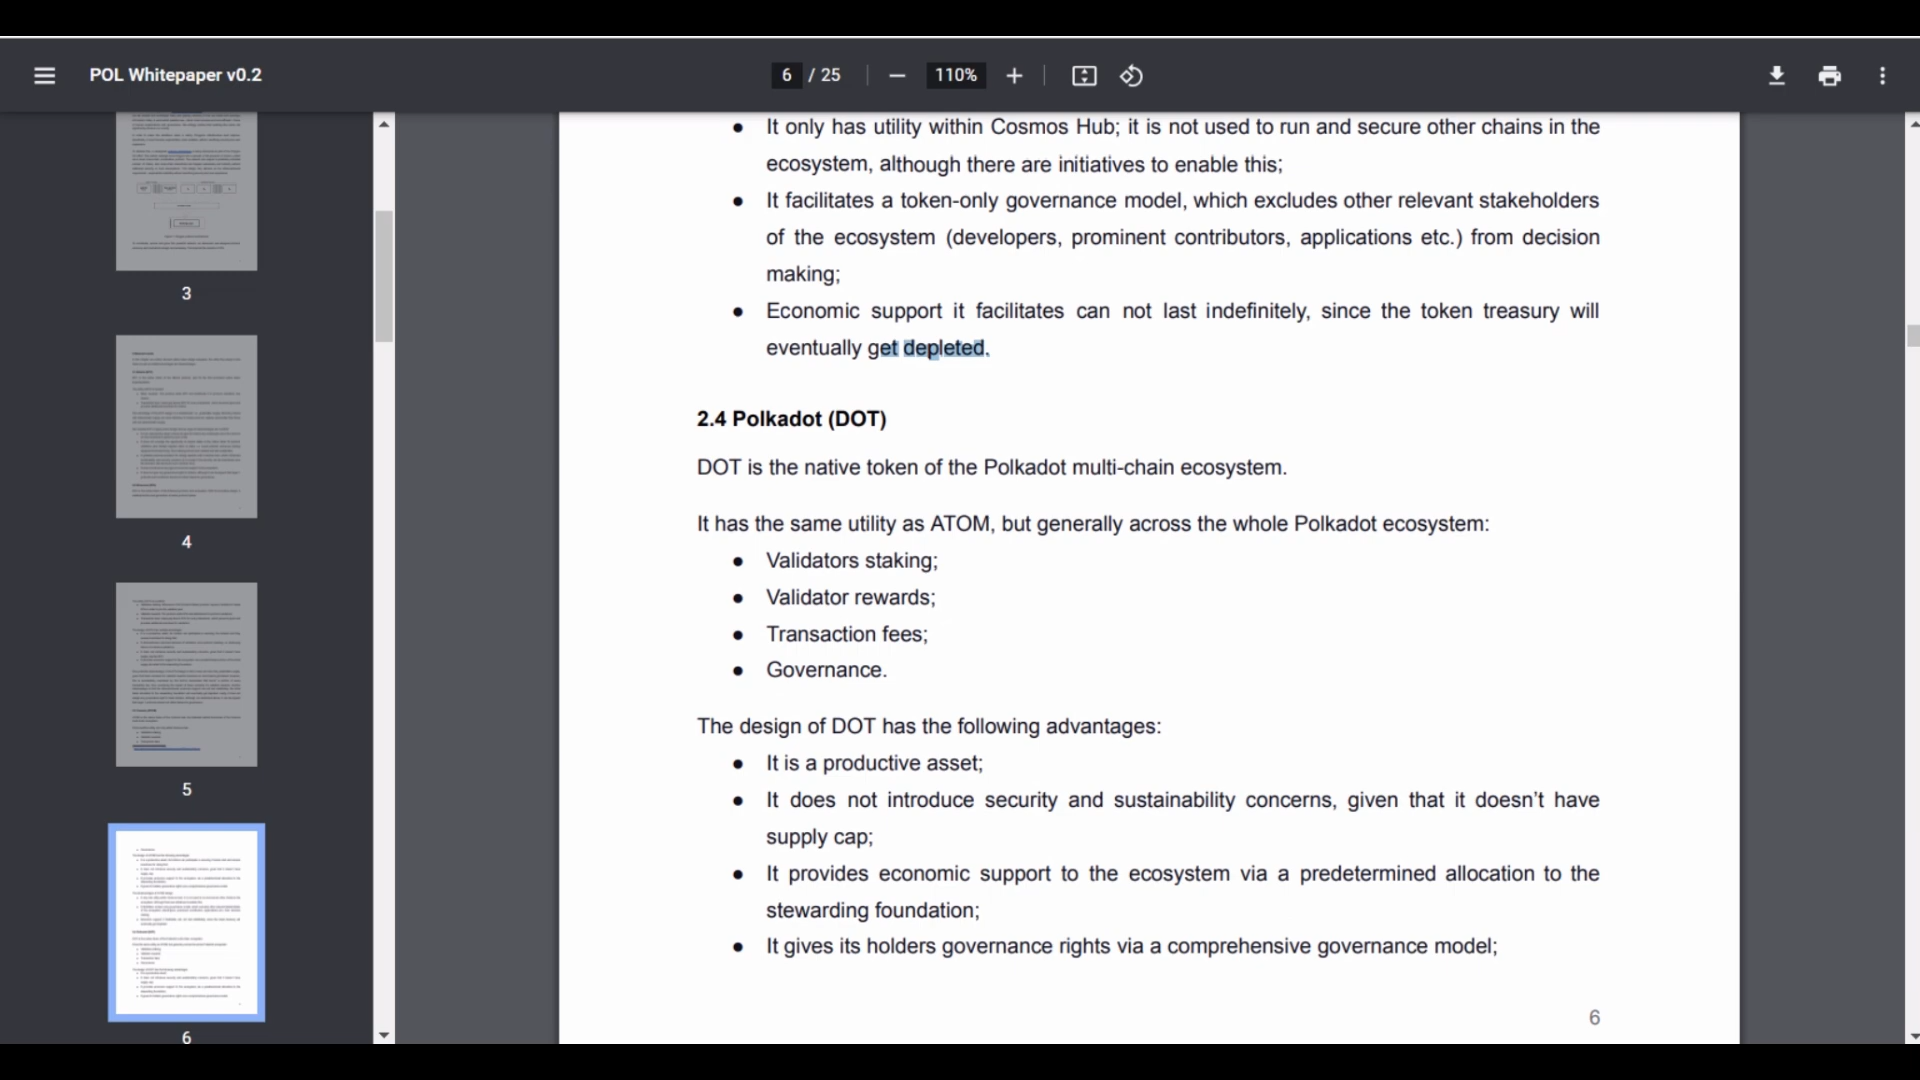 POL Whitepaper v0.2
6 / 25
110%
3
4
5
6
● It only has utility within Cosmos Hub; it is not used to run and secure other chains in the
ecosystem, although there are initiatives to enable this;
● It facilitates a token-only governance model, which excludes other relevant stakeholders
of the ecosystem (developers, prominent contributors, applications etc.) from decision
making;
● Economic support it facilitates can not last indefinitely, since the token treasury will
eventually get depleted.
2.4 Polkadot (DOT)
DOT is the native token of the Polkadot multi-chain ecosystem.
It has the same utility as ATOM, but generally across the whole Polkadot ecosystem:
● Validators staking;
● Validator rewards;
● Transaction fees;
● Governance.
The design of DOT has the following advantages:
● It is a productive asset;
● It does not introduce security and sustainability concerns, given that it doesn’t have
supply cap;
● It provides economic support to the ecosystem via a predetermined allocation to the
stewarding foundation;
● It gives its holders governance rights via a comprehensive governance model;
6